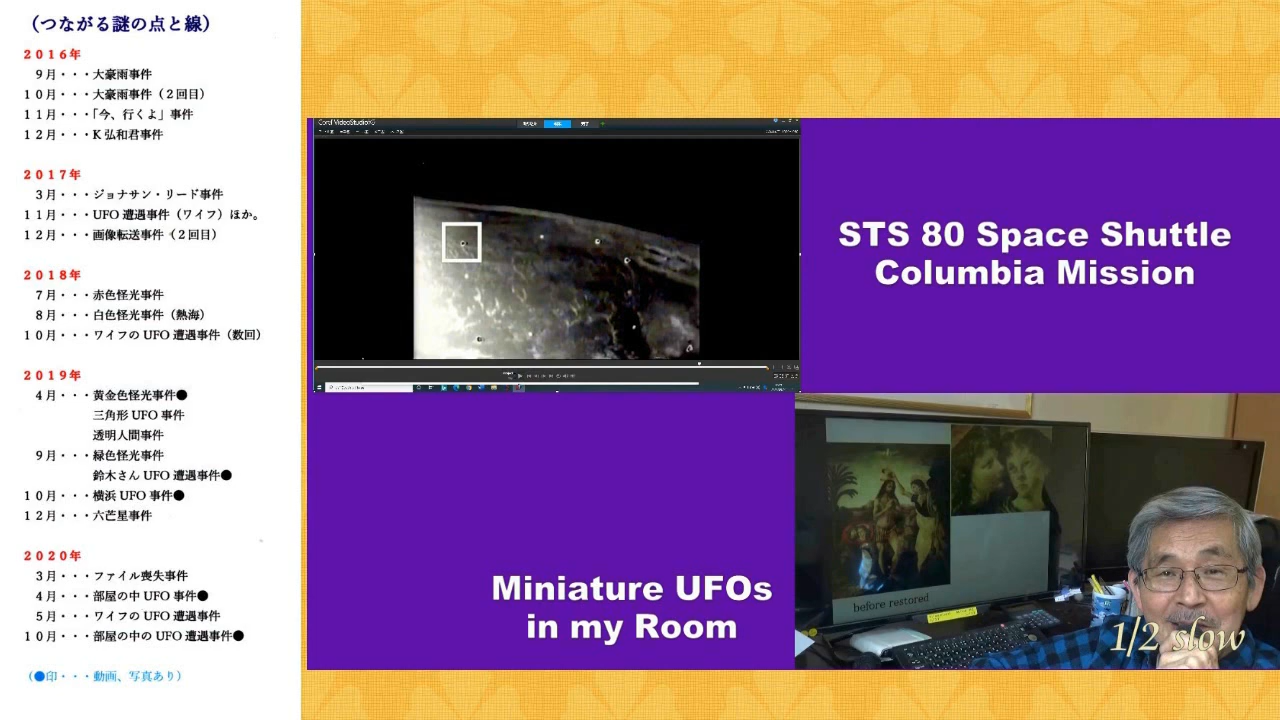 （つながる謎の点と線）
２０１６年
９月・・・大豪雨事件
１０月・・・大豪雨事件（２回目）
１１月・・・「今、行くよ」事件
１２月・・・K 弘和君事件
２０１７年
３月・・・ジョナサン・リード事件
１１月・・・UFO 遭遇事件（ワイフ）ほか。
１２月・・・画像転送事件（２回目）
２０１８年
７月・・・赤色怪光事件
８月・・・白色怪光事件（熱海）
１０月・・・ワイフの UFO 遭遇事件（数回）
２０１９年
４月・・・黄金色怪光事件●
三角形 UFO 事件
透明人間事件
９月・・・緑色怪光事件
鈴木さん UFO 遭遇事件●
１０月・・・横浜 UFO 事件●
１２月・・・六芒星事件
２０２０年
３月・・・ファイル喪失事件
４月・・・部屋の中 UFO 事件●
５月・・・ワイフの UFO 遭遇事件
１０月・・・部屋の中の UFO 遭遇事件●
（●印・・・動画、写真あり）
Corel VideoStudio
STS 80 Space Shuttle
Columbia Mission
Miniature UFOs
in my Room
before restored
1/2 slow